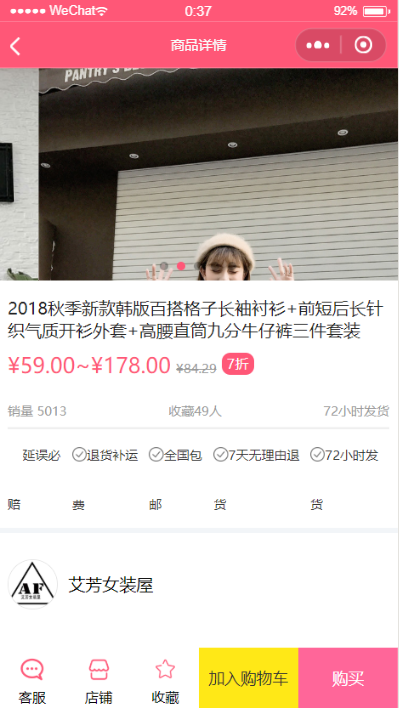 WeChat 0:37 92%
商品详情
PANTRY'S
2018秋季新款韩版百搭格子长袖衬衫+前短后长针
织气质开衫外套+高腰直筒九分牛仔裤三件套装
¥59.00~¥178.00 ¥84.29 7折
销量 5013 收藏49人 72小时发货
延误必 退货补运 全国包 7天无理由退 72小时发
赔 费 邮 货 货
AF
艾芳女装屋
艾芳女装屋
客服 店铺 收藏 加入购物车 购买